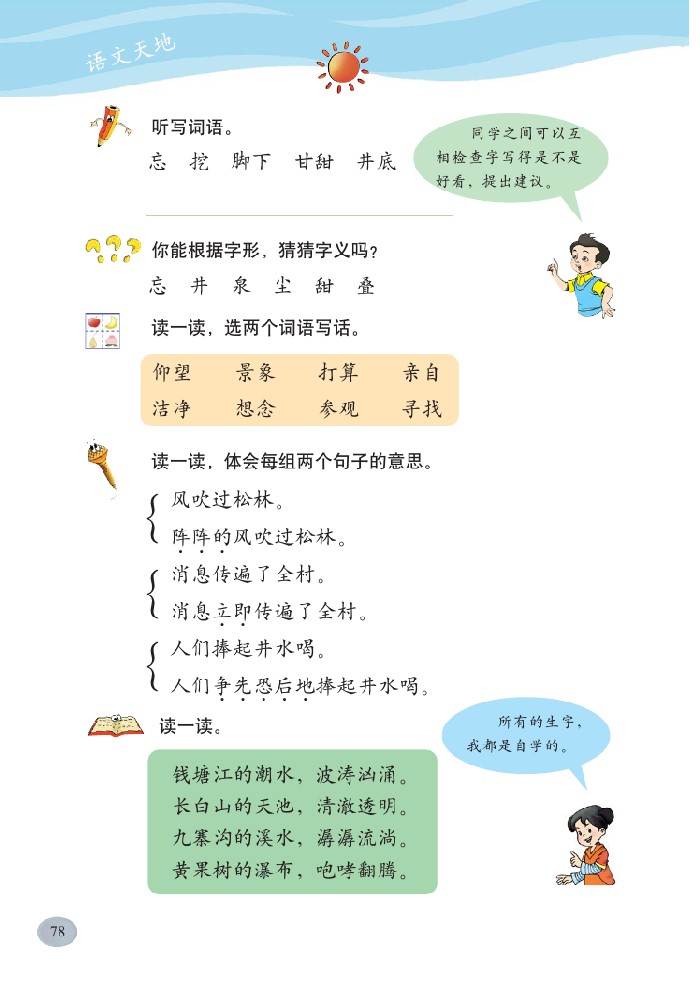 语文天地
听写词语。
忘 挖 脚下 甘甜 井底
同学之间可以互
相检查字写得是不是
好看，提出建议。
你能根据字形，猜猜字义吗？
忘 井 泉 尘 甜 叠
读一读，选两个词语写话。
仰望 景象 打算 亲自
洁净 想念 参观 寻找
读一读，体会每组两个句子的意思。
风吹过松林。
阵阵的风吹过松林。
消息传遍了全村。
消息立即传遍了全村。
人们捧起井水喝。
人们争先恐后地捧起井水喝。
读一读。
所有的生字，
我都是自学的。
钱塘江的潮水，波涛汹涌。
长白山的天池，清澈透明。
九寨沟的溪水，潺潺流淌。
黄果树的瀑布，咆哮翻腾。
78